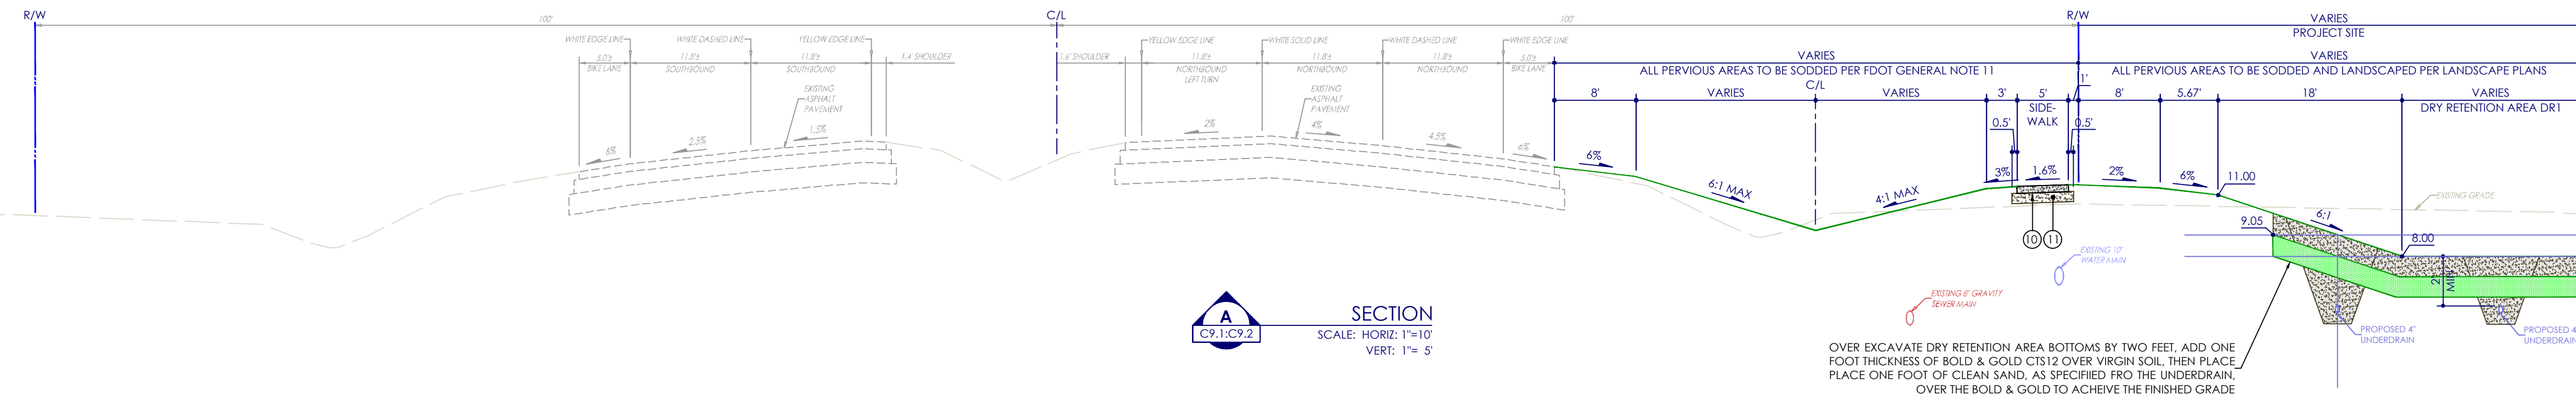 R/W
100'
C/L
100'
R/W
VARIES
PROJECT SITE
WHITE EDGE LINE
WHITE DASHED LINE
YELLOW EDGE LINE
YELLOW EDGE LINE
WHITE SOLID LINE
WHITE DASHED LINE
WHITE EDGE LINE
5.0'±
BIKE LANE
11.8'±
SOUTHBOUND
11.8'±
SOUTHBOUND
1.4' SHOULDER
1.6' SHOULDER
11.8'±
NORTHBOUND
LEFT TURN
11.8'±
NORTHBOUND
11.8'±
NORTHBOUND
5.0'±
BIKE LANE
VARIES
ALL PERVIOUS AREAS TO BE SODDED PER FDOT GENERAL NOTE 11
VARIES
ALL PERVIOUS AREAS TO BE SODDED AND LANDSCAPED PER LANDSCAPE PLANS
EXISTING
ASPHALT
PAVEMENT
EXISTING
ASPHALT
PAVEMENT
8'
VARIES
C/L
VARIES
3'
5'
SIDE-
WALK
1'
8'
5.67'
18'
VARIES
DRY RETENTION AREA DR1
0.5'
0.5'
6%
2.5%
1.5%
2%
4%
4.5%
6%
6%
6:1 MAX
4:1 MAX
3%
1.6%
2%
6%
11.00
EXISTING GRADE
9.05
6:1
8.00
10
11
EXISTING 10"
WATER MAIN
2'
MIN
EXISTING 8" GRAVITY
SEWER MAIN
A
C9.1:C9.2
SECTION
SCALE: HORIZ: 1"=10'
VERT: 1"= 5'
PROPOSED 4"
UNDERDRAIN
PROPOSED 4
UNDERDRAIN
OVER EXCAVATE DRY RETENTION AREA BOTTOMS BY TWO FEET, ADD ONE
FOOT THICKNESS OF BOLD & GOLD CTS12 OVER VIRGIN SOIL, THEN PLACE
PLACE ONE FOOT OF CLEAN SAND, AS SPECIFIED FRO THE UNDERDRAIN,
OVER THE BOLD & GOLD TO ACHEIVE THE FINISHED GRADE